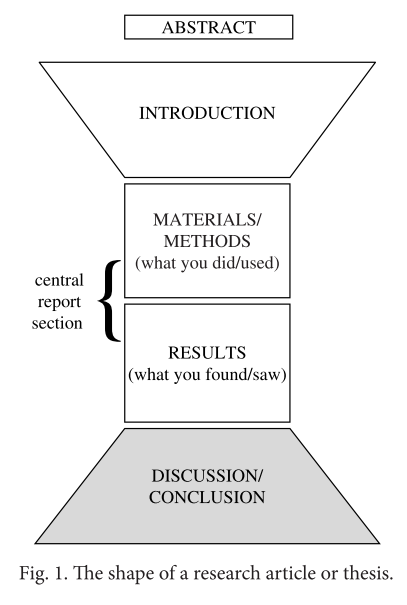 ABSTRACT
INTRODUCTION
MATERIALS/
METHODS
(what you did/used)
central
report
section
{
RESULTS
(what you found/saw)
DISCUSSION/
CONCLUSION
Fig. 1. The shape of a research article or thesis.